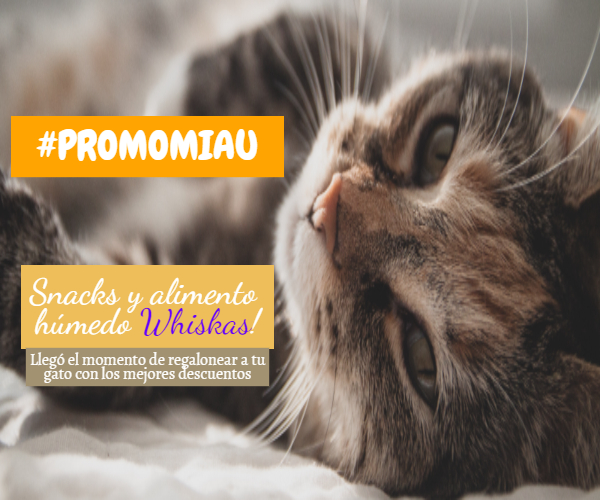 #PROMOMIAU
Snacks y alimento
húmedo Whiskas!
Llegó el momento de regalonear a tu
gato con los mejores descuentos